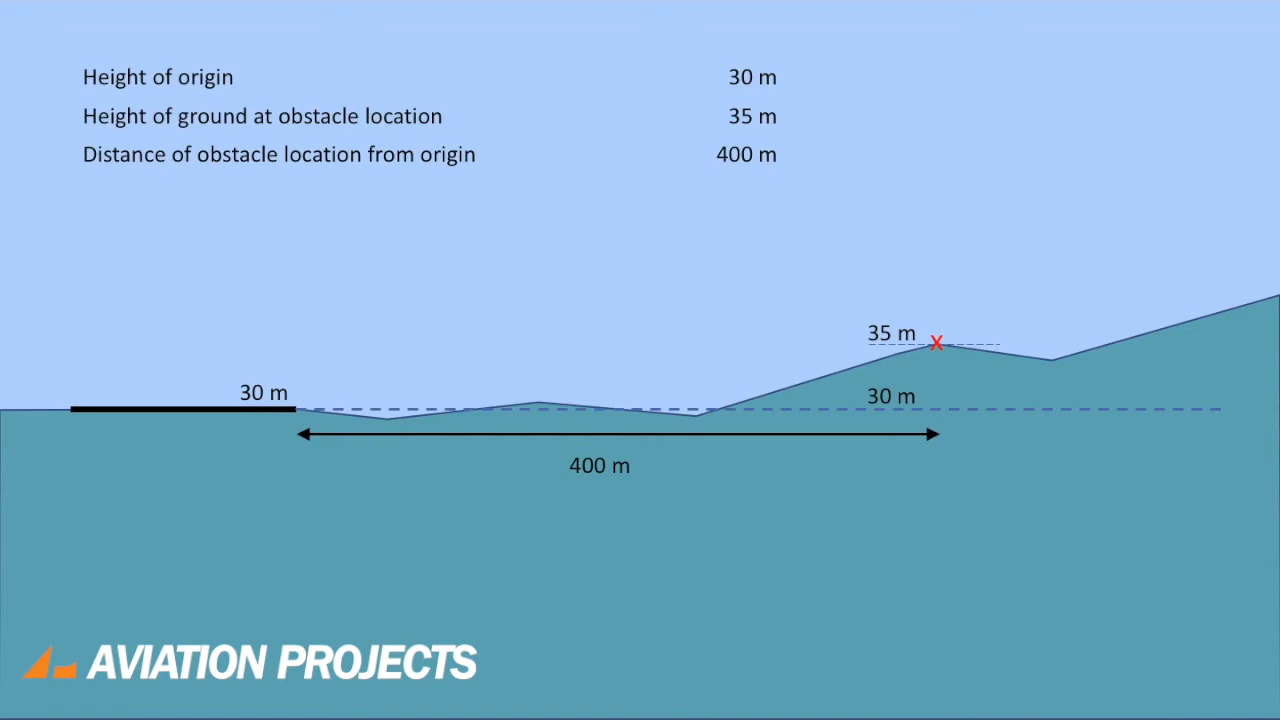 Height of origin 30 m
Height of ground at obstacle location 35 m
Distance of obstacle location from origin 400 m
35 m
X
30 m
30 m
400 m
AVIATION PROJECTS